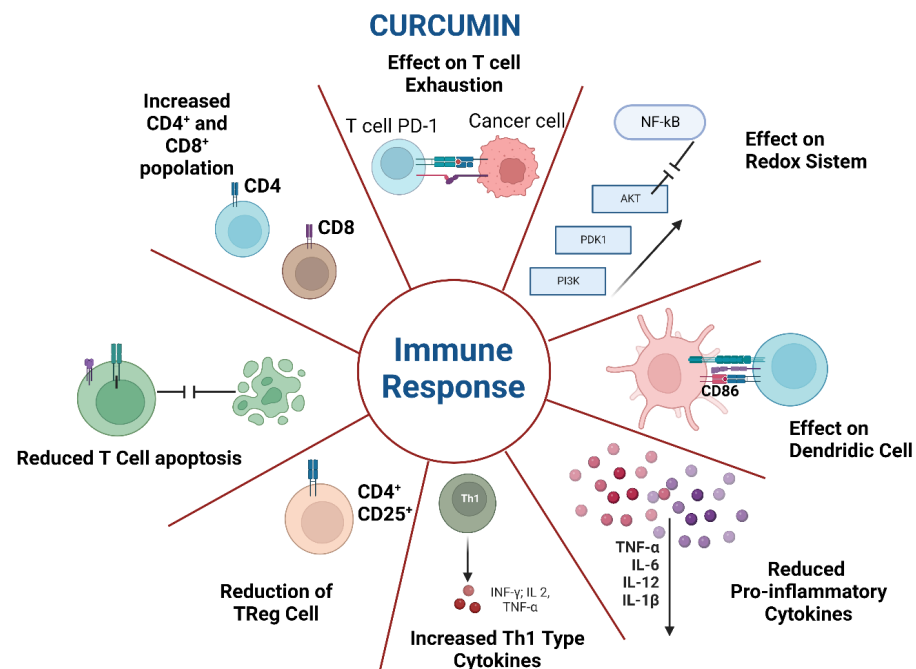 CURCUMIN
Effect on T cell
Exhaustion
T cell PD-1
Cancer cell
NF-kB
AKT
PDK1
PI3K
Effect on
Redox Sistem
CD86
Effect on
Dendridic Cell
TNF-α
IL-6
IL-12
IL-1β
Reduced
Pro-inflammatory
Cytokines
Th1
INF-γ; IL 2,
TNF-α
Increased Th1 Type
Cytokines
CD4⁺
CD25⁺
Reduction of
TReg Cell
Reduced T Cell apoptosis
Increased
CD4⁺ and
CD8⁺
popolation
CD4
CD8
Immune
Response